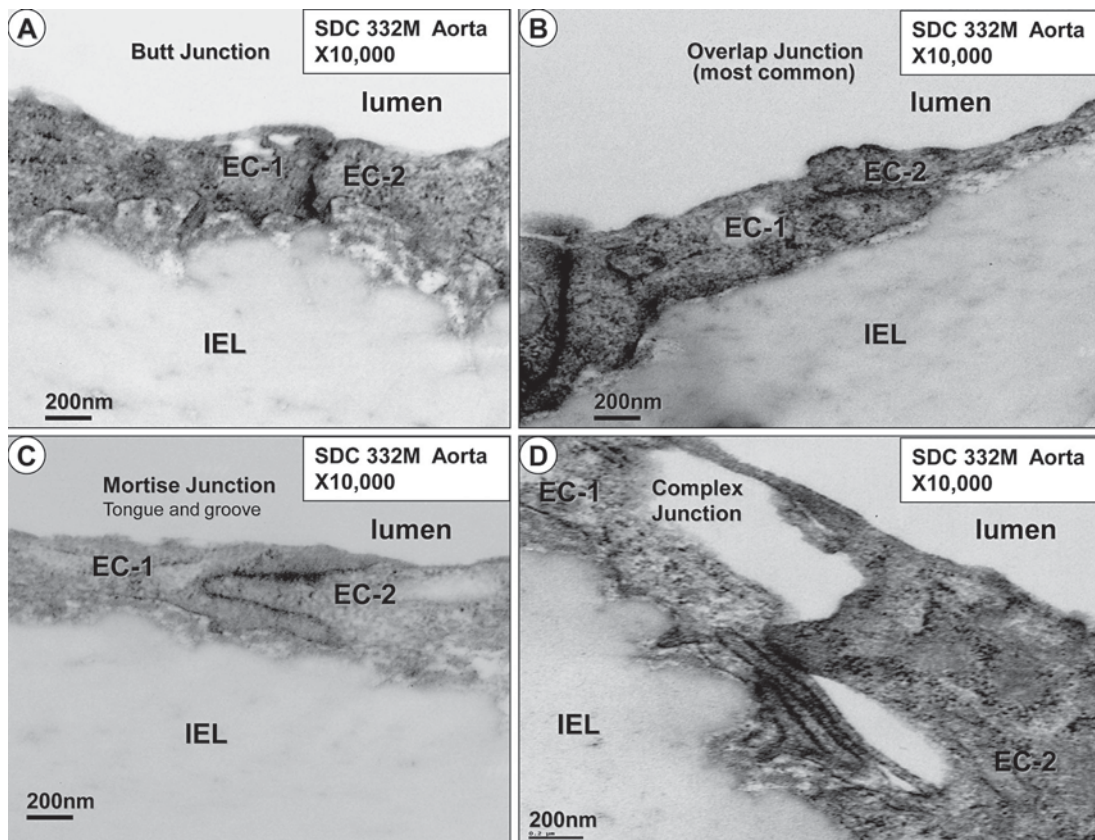 A
Butt Junction
SDC 332M Aorta
X10,000
lumen
EC-1
EC-2
IEL
200nm
B
Overlap Junction
(most common)
SDC 332M Aorta
X10,000
lumen
EC-2
EC-1
IEL
200nm
C
Mortise Junction
Tongue and groove
SDC 332M Aorta
X10,000
lumen
EC-1
EC-2
IEL
200nm
D
EC-1
Complex
Junction
SDC 332M Aorta
X10,000
lumen
IEL
EC-2
200nm
0.2 µm